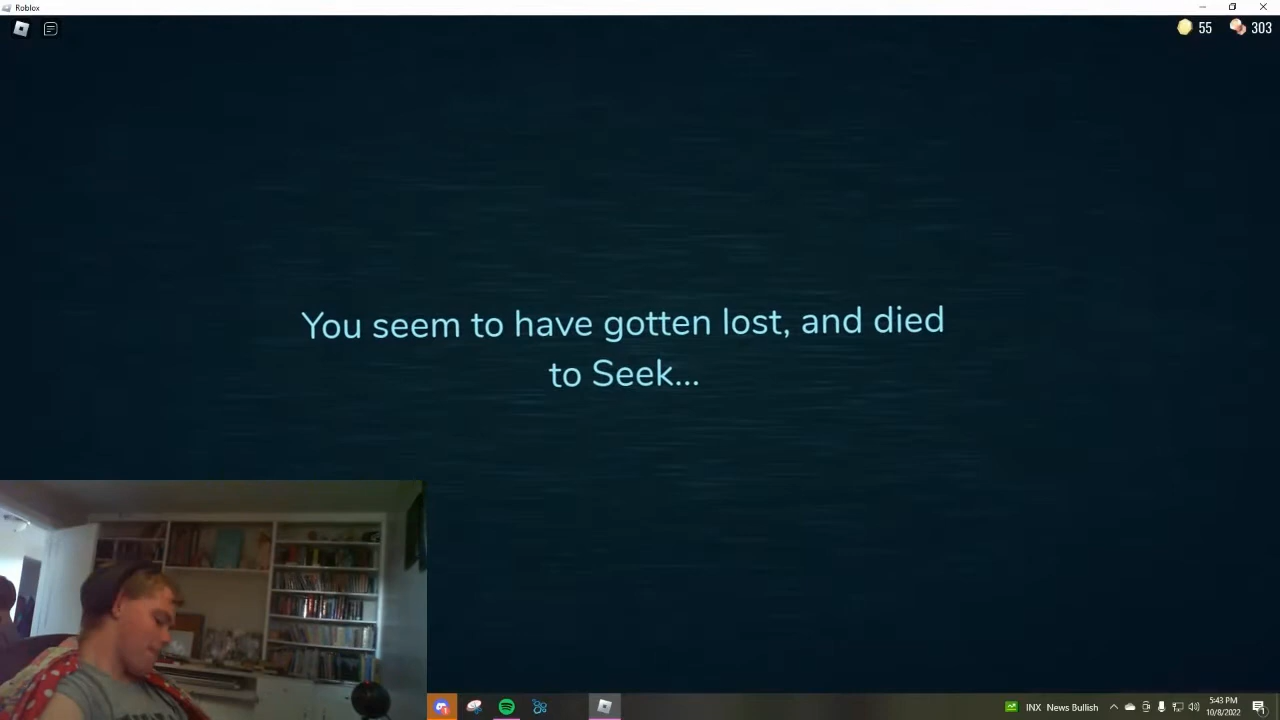 Roblox
55
303
You seem to have gotten lost, and died
to Seek...
INX News Bullish
5:43 PM
10/8/2022